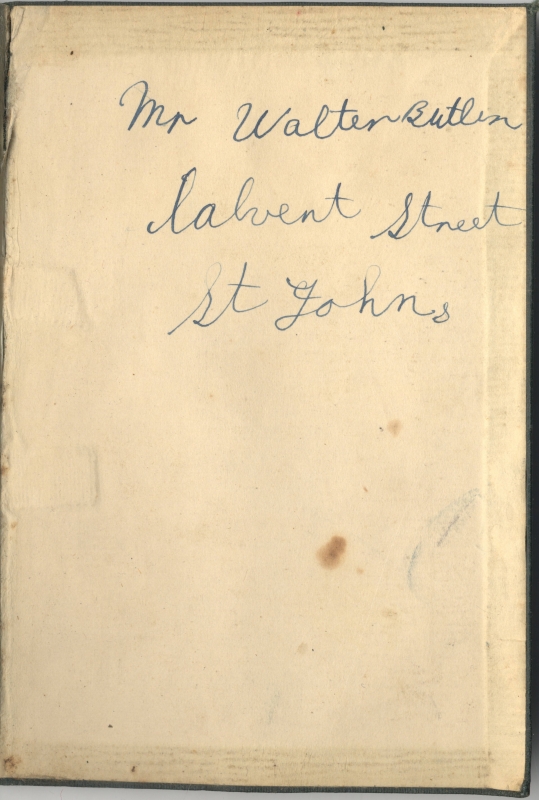 Mr Walter Butler
Calvert Street
St Johns